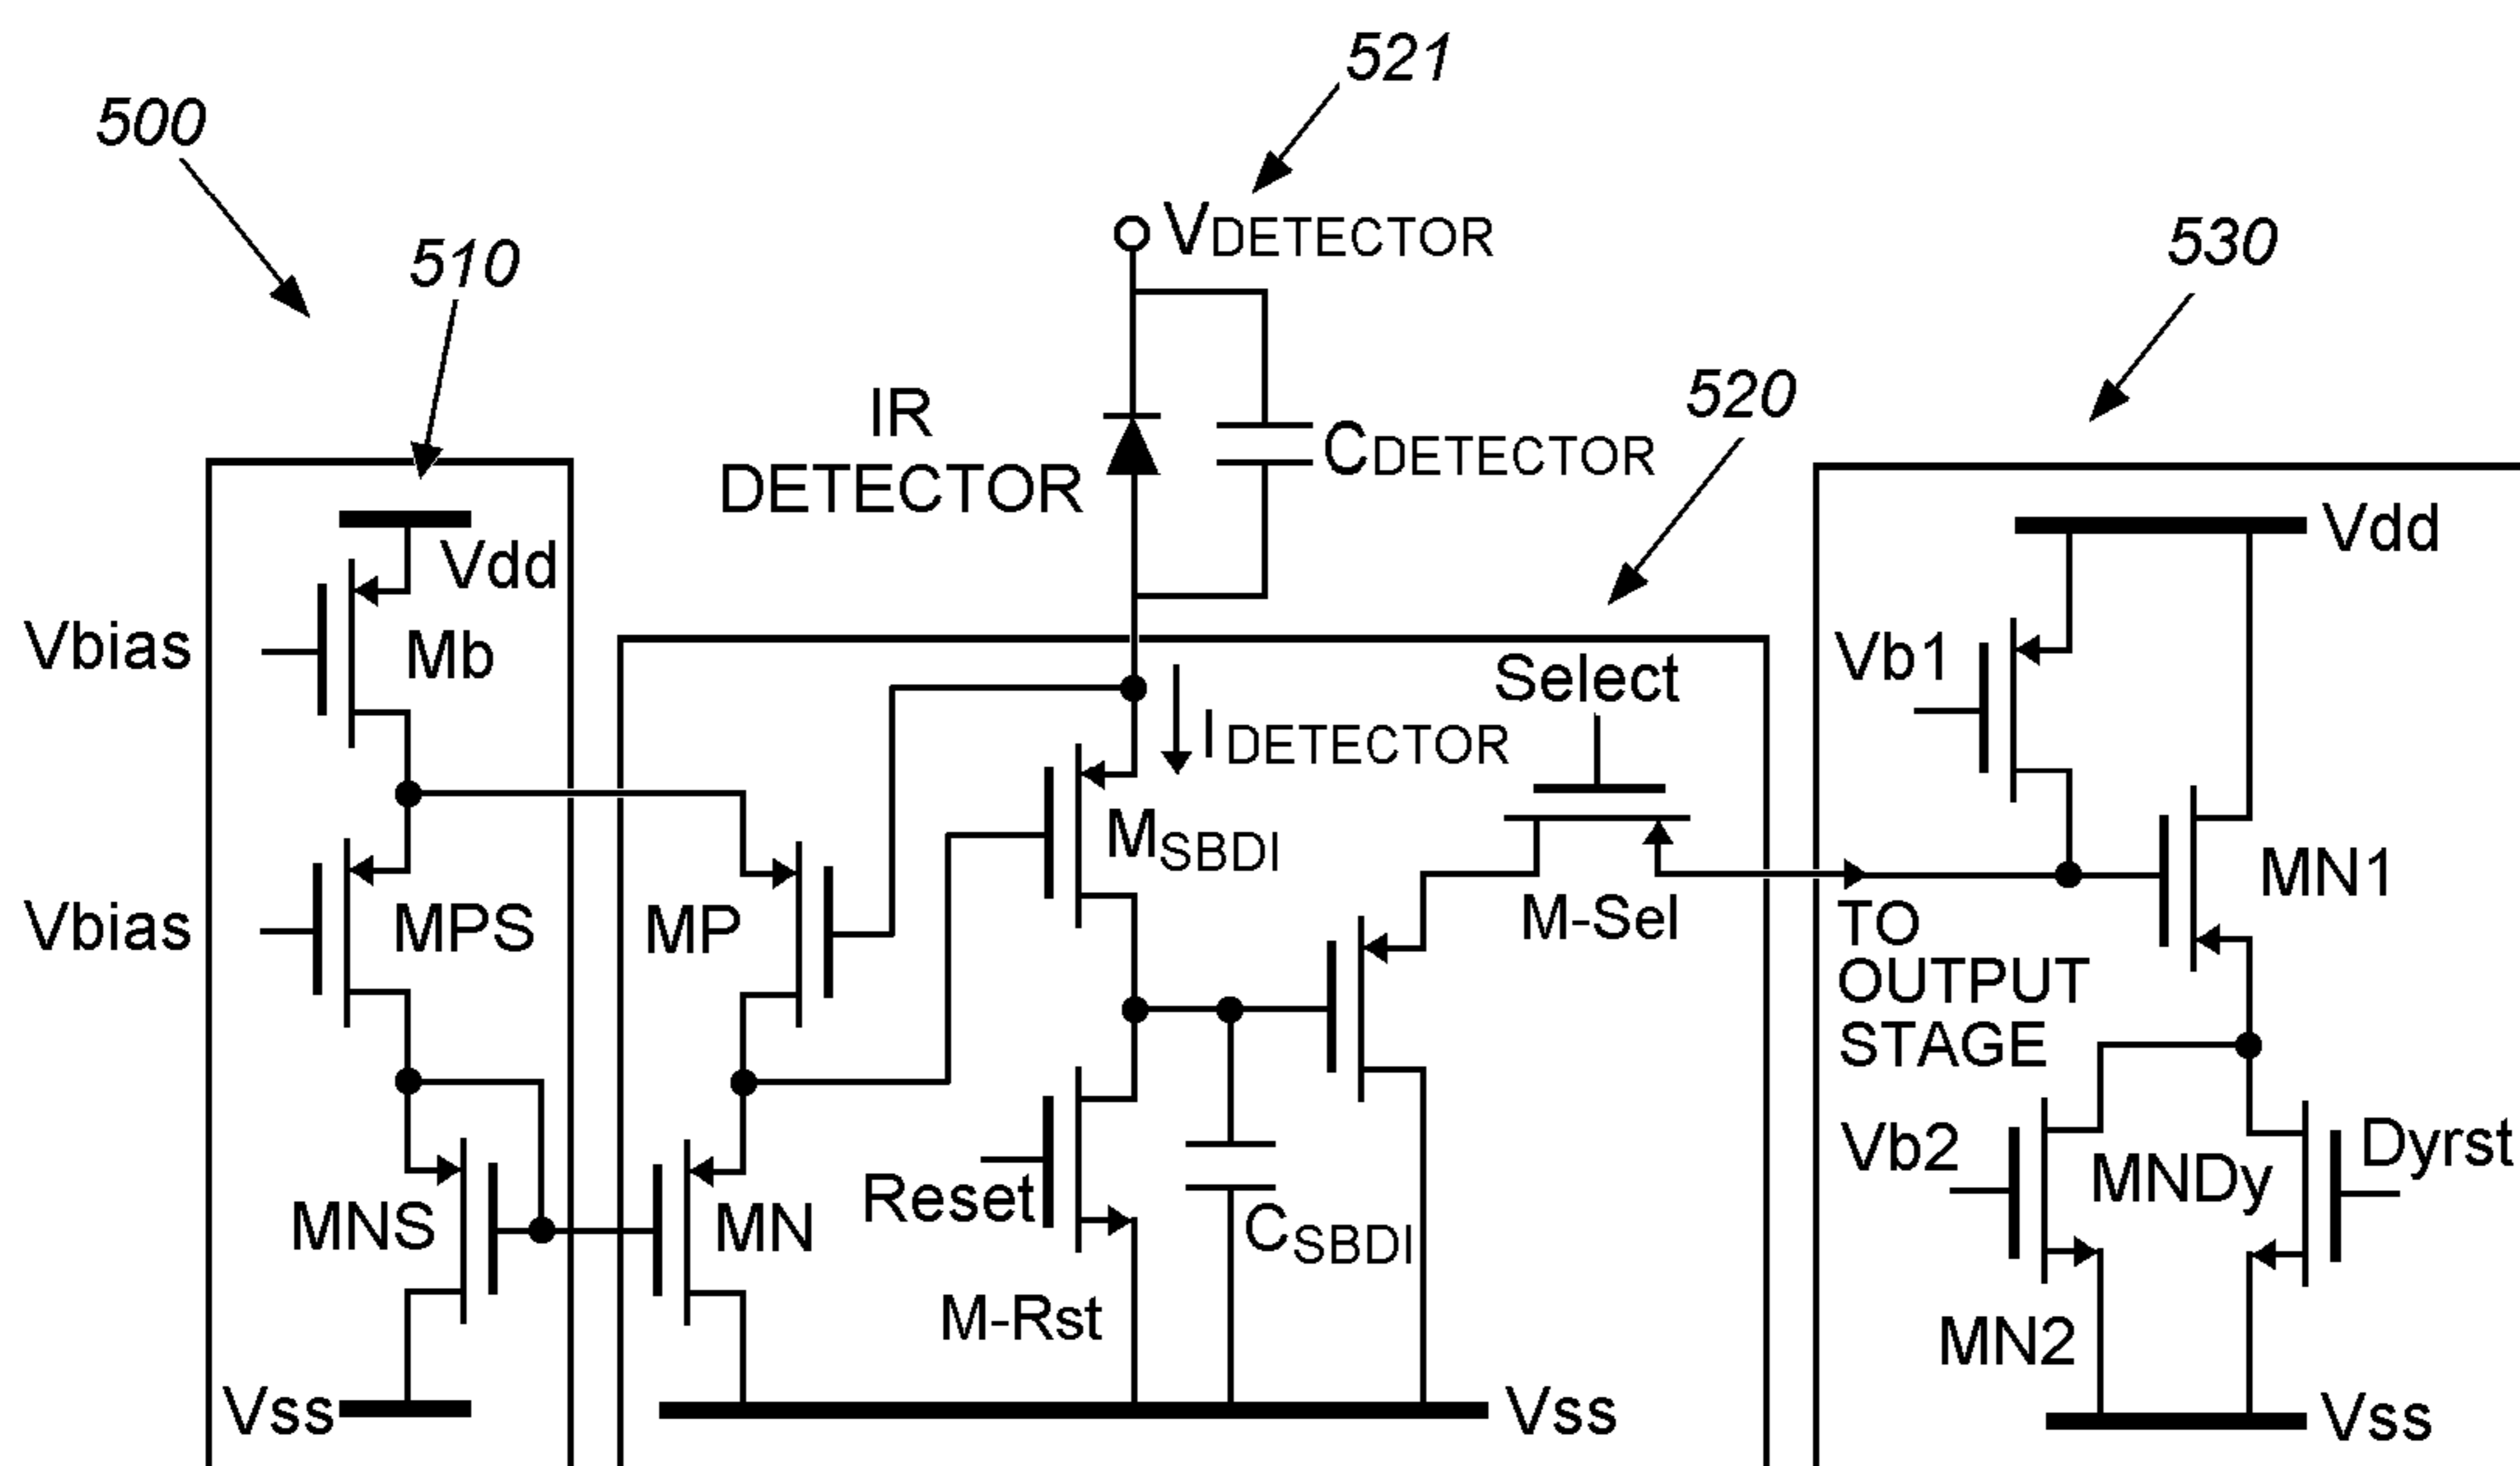 521
500
VDETECTOR
530
510
IR
DETECTOR
CDETECTOR
520
Vdd
Vdd
Vbias
Mb
Select
Vb1
IDETECTOR
MSBDI
MN1
Vbias
MPS
MP
M-Sel
TO
OUTPUT
STAGE
Vb2
MNDy
Dyrst
Reset
MNS
MN
CSBDI
M-Rst
MN2
Vss
Vss
Vss